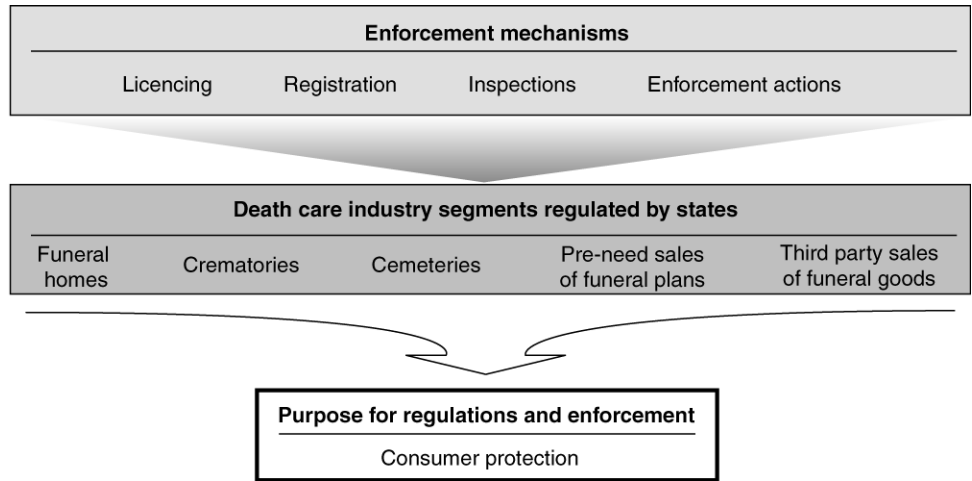 Enforcement mechanisms
Licencing Registration Inspections Enforcement actions
Death care industry segments regulated by states
Funeral homes
Crematories
Cemeteries
Pre-need sales
of funeral plans
Third party sales
of funeral goods
Purpose for regulations and enforcement
Consumer protection